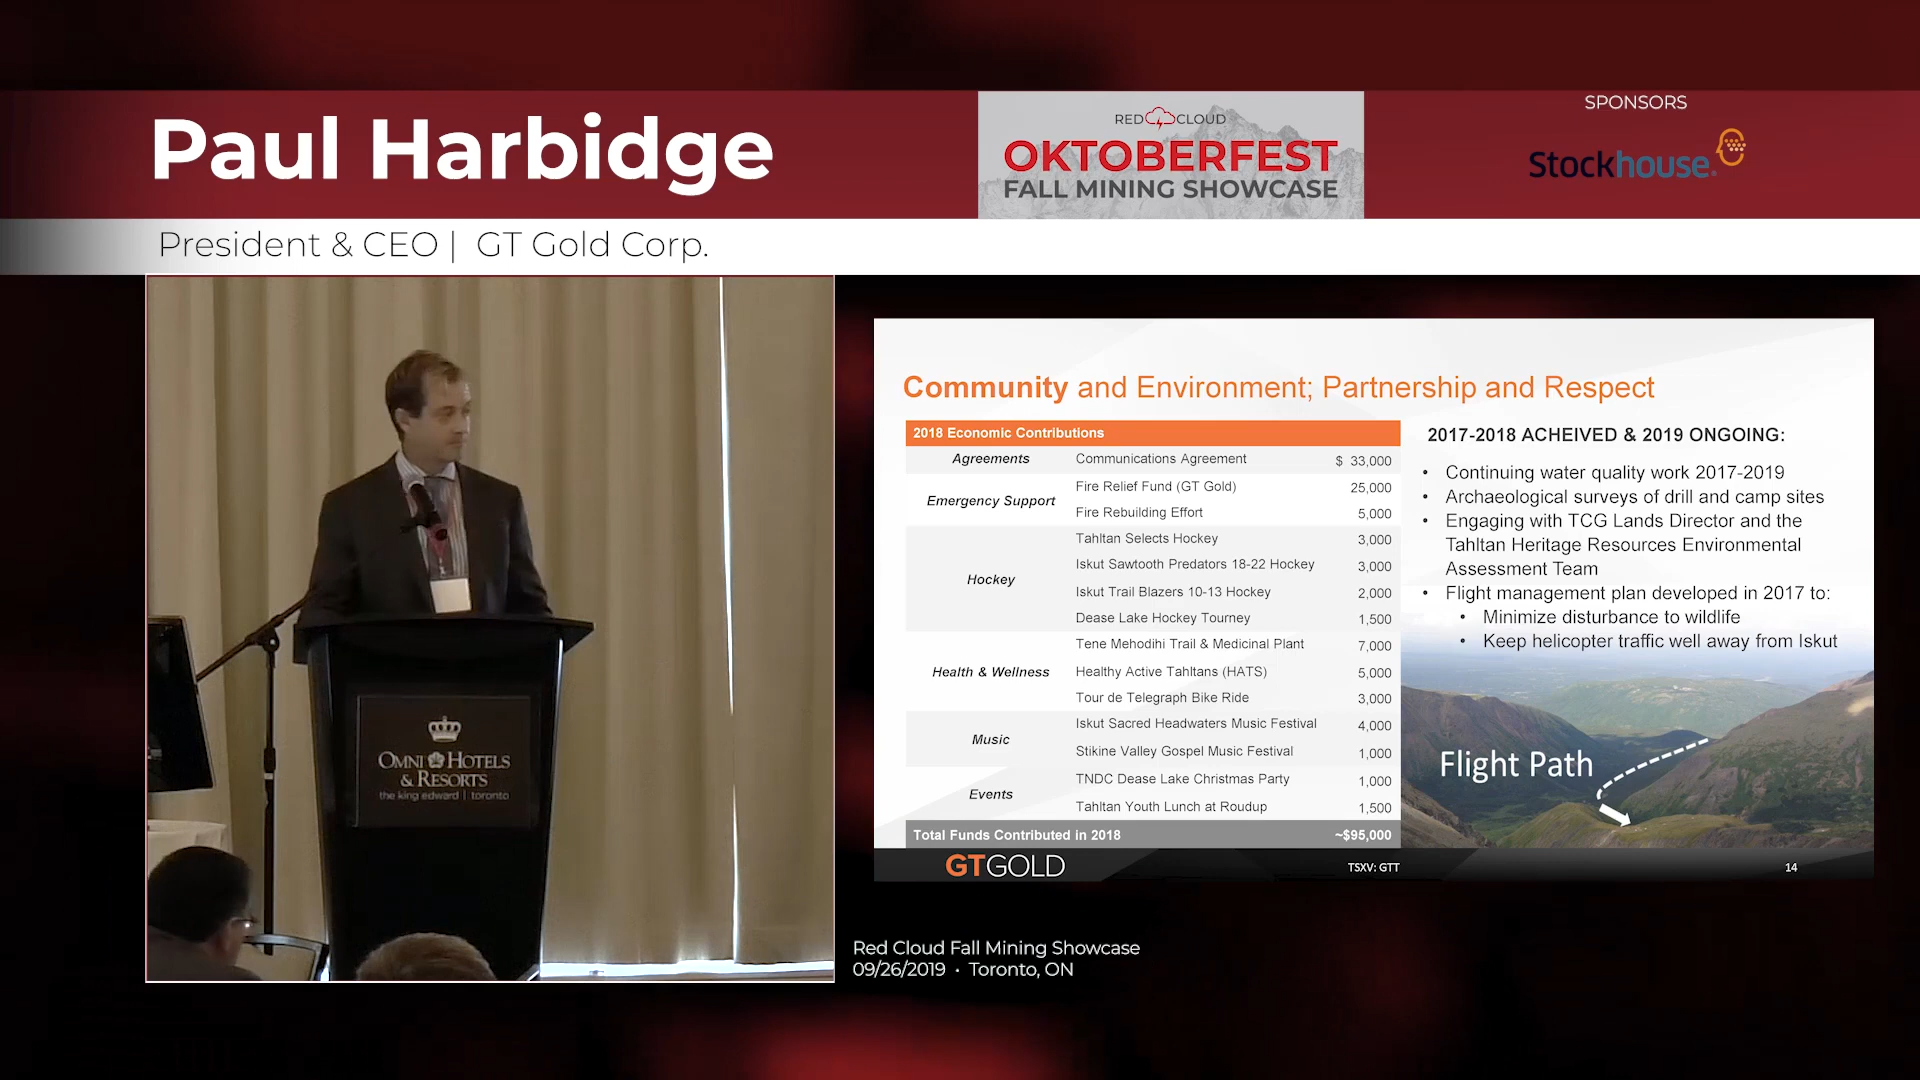 Paul Harbidge
President & CEO | GT Gold Corp.
RED CLOUD
OKTOBERFEST
FALL MINING SHOWCASE
SPONSORS
Stockhouse
OMNI HOTELS
& RESORTS
the king edward | toronto
Community and Environment; Partnership and Respect
2018 Economic Contributions
Agreements Communications Agreement $ 33,000
Emergency Support
Fire Relief Fund (GT Gold) 25,000
Fire Rebuilding Effort 5,000
Hockey
Tahltan Selects Hockey 3,000
Iskut Sawtooth Predators 18-22 Hockey 3,000
Iskut Trail Blazers 10-13 Hockey 2,000
Dease Lake Hockey Tourney 1,500
Health & Wellness
Tene Mehodihi Trail & Medicinal Plant 7,000
Healthy Active Tahltans (HATS) 5,000
Tour de Telegraph Bike Ride 3,000
Music
Iskut Sacred Headwaters Music Festival 4,000
Stikine Valley Gospel Music Festival 1,000
Events
TNDC Dease Lake Christmas Party 1,000
Tahltan Youth Lunch at Roudup 1,500
Total Funds Contributed in 2018 ~$95,000
2017-2018 ACHEIVED & 2019 ONGOING:
• Continuing water quality work 2017-2019
• Archaeological surveys of drill and camp sites
• Engaging with TCG Lands Director and the
Tahltan Heritage Resources Environmental
Assessment Team
• Flight management plan developed in 2017 to:
• Minimize disturbance to wildlife
• Keep helicopter traffic well away from Iskut
Flight Path
GTGOLD
TSXV: GTT
14
Red Cloud Fall Mining Showcase
09/26/2019 • Toronto, ON